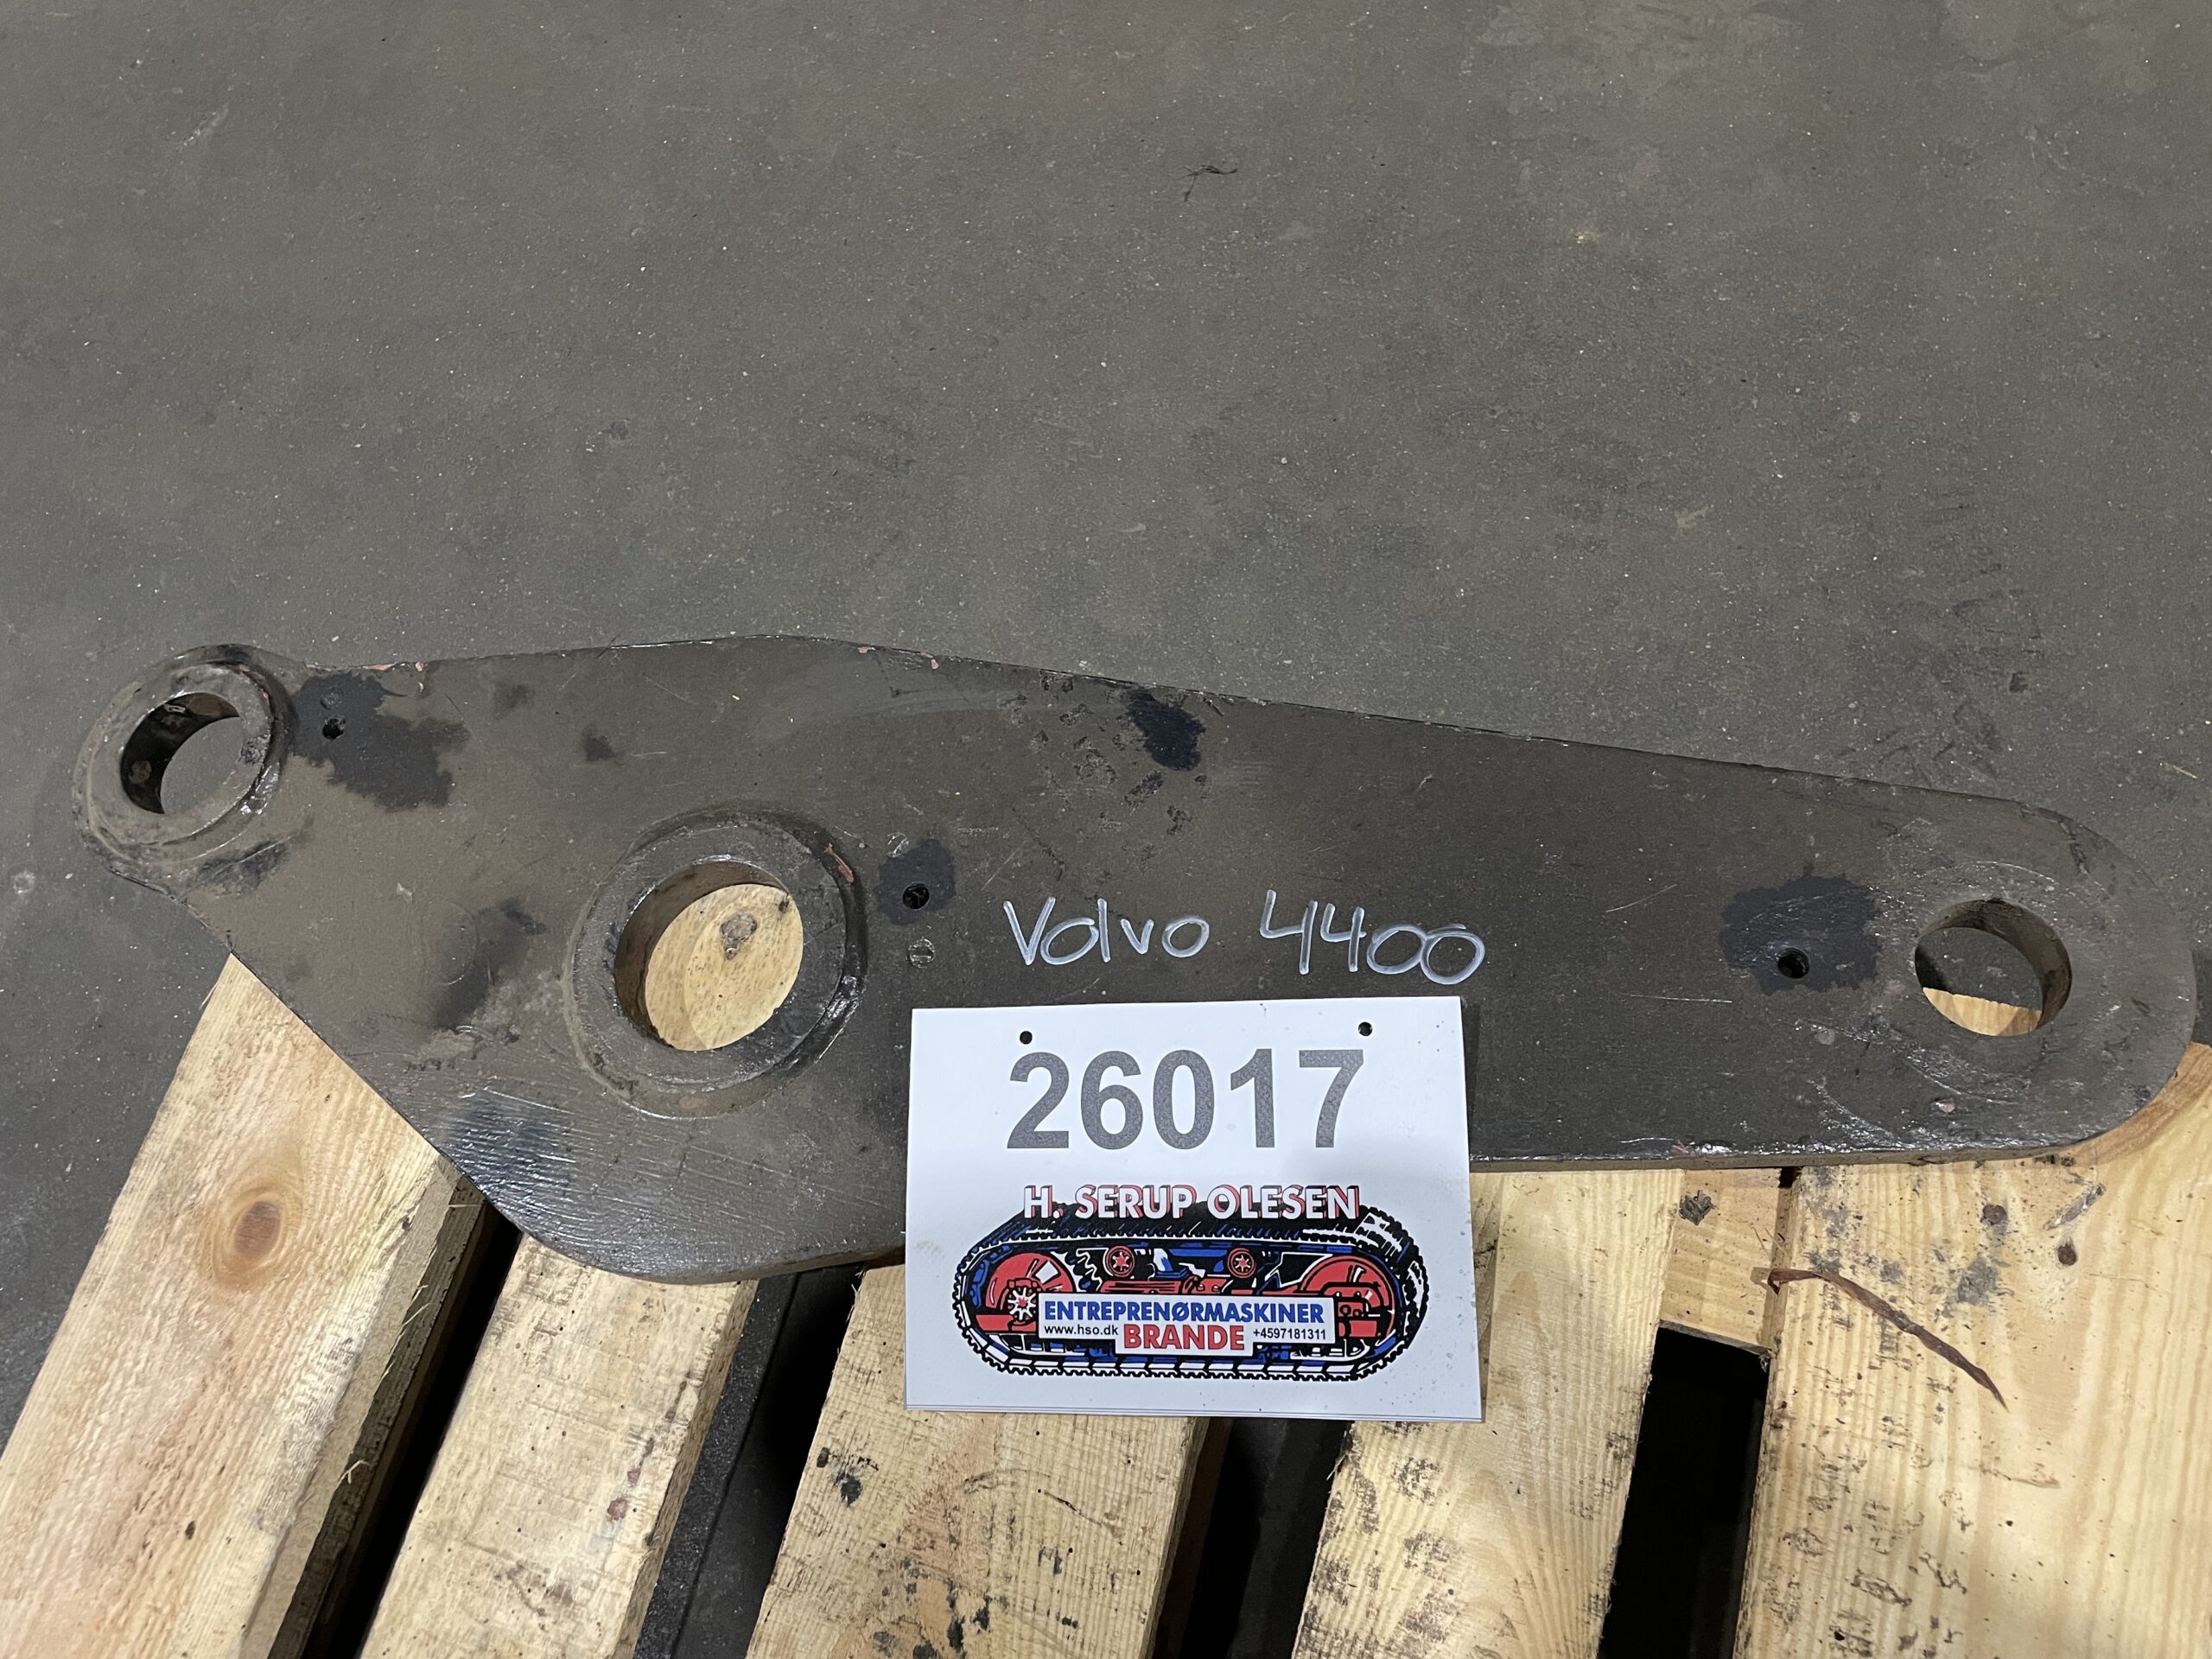 Volvo 4400
26017
H. SERUP OLESEN
ENTREPRENØRMASKINER
www.hso.dk BRANDE +4597181311